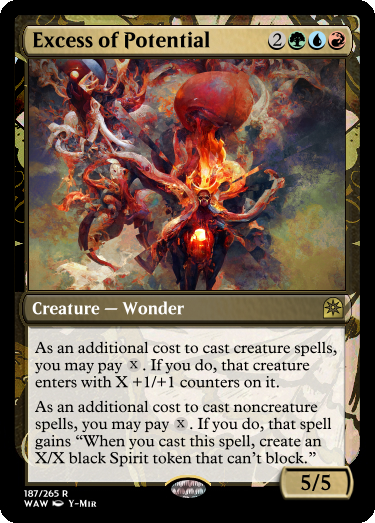 Excess of Potential 2
Creature — Wonder
As an additional cost to cast creature spells,
you may pay X. If you do, that creature
enters with X +1/+1 counters on it.
As an additional cost to cast noncreature
spells, you may pay X. If you do, that spell
gains “When you cast this spell, create an
X/X black Spirit token that can’t block.”
5/5
187/265 R
WAW Y-Mir